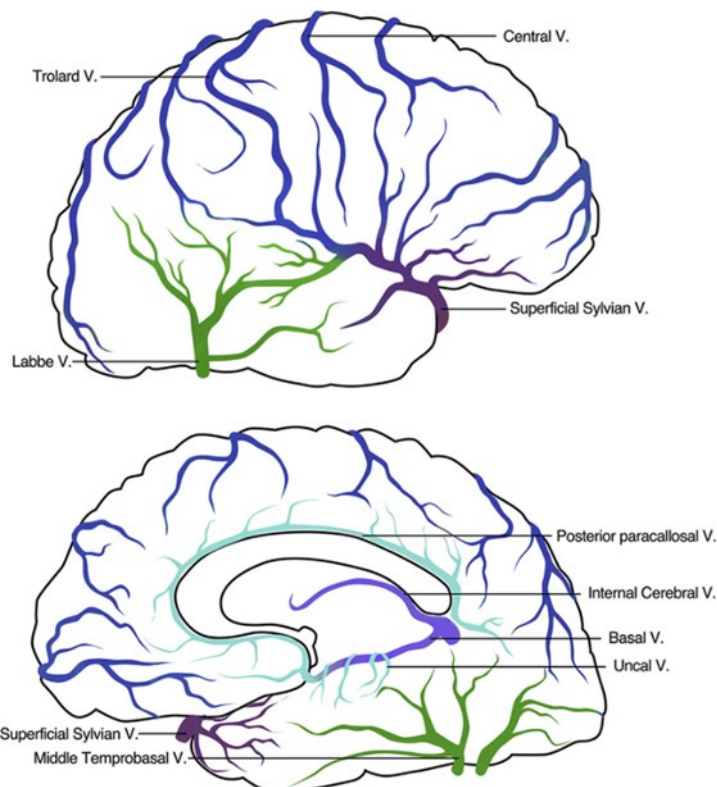 Central V.
Trolard V.
Superficial Sylvian V.
Labbe V.
Posterior paracallosal V.
Internal Cerebral V.
Basal V.
Uncal V.
Superficial Sylvian V.
Middle Temprobasal V.